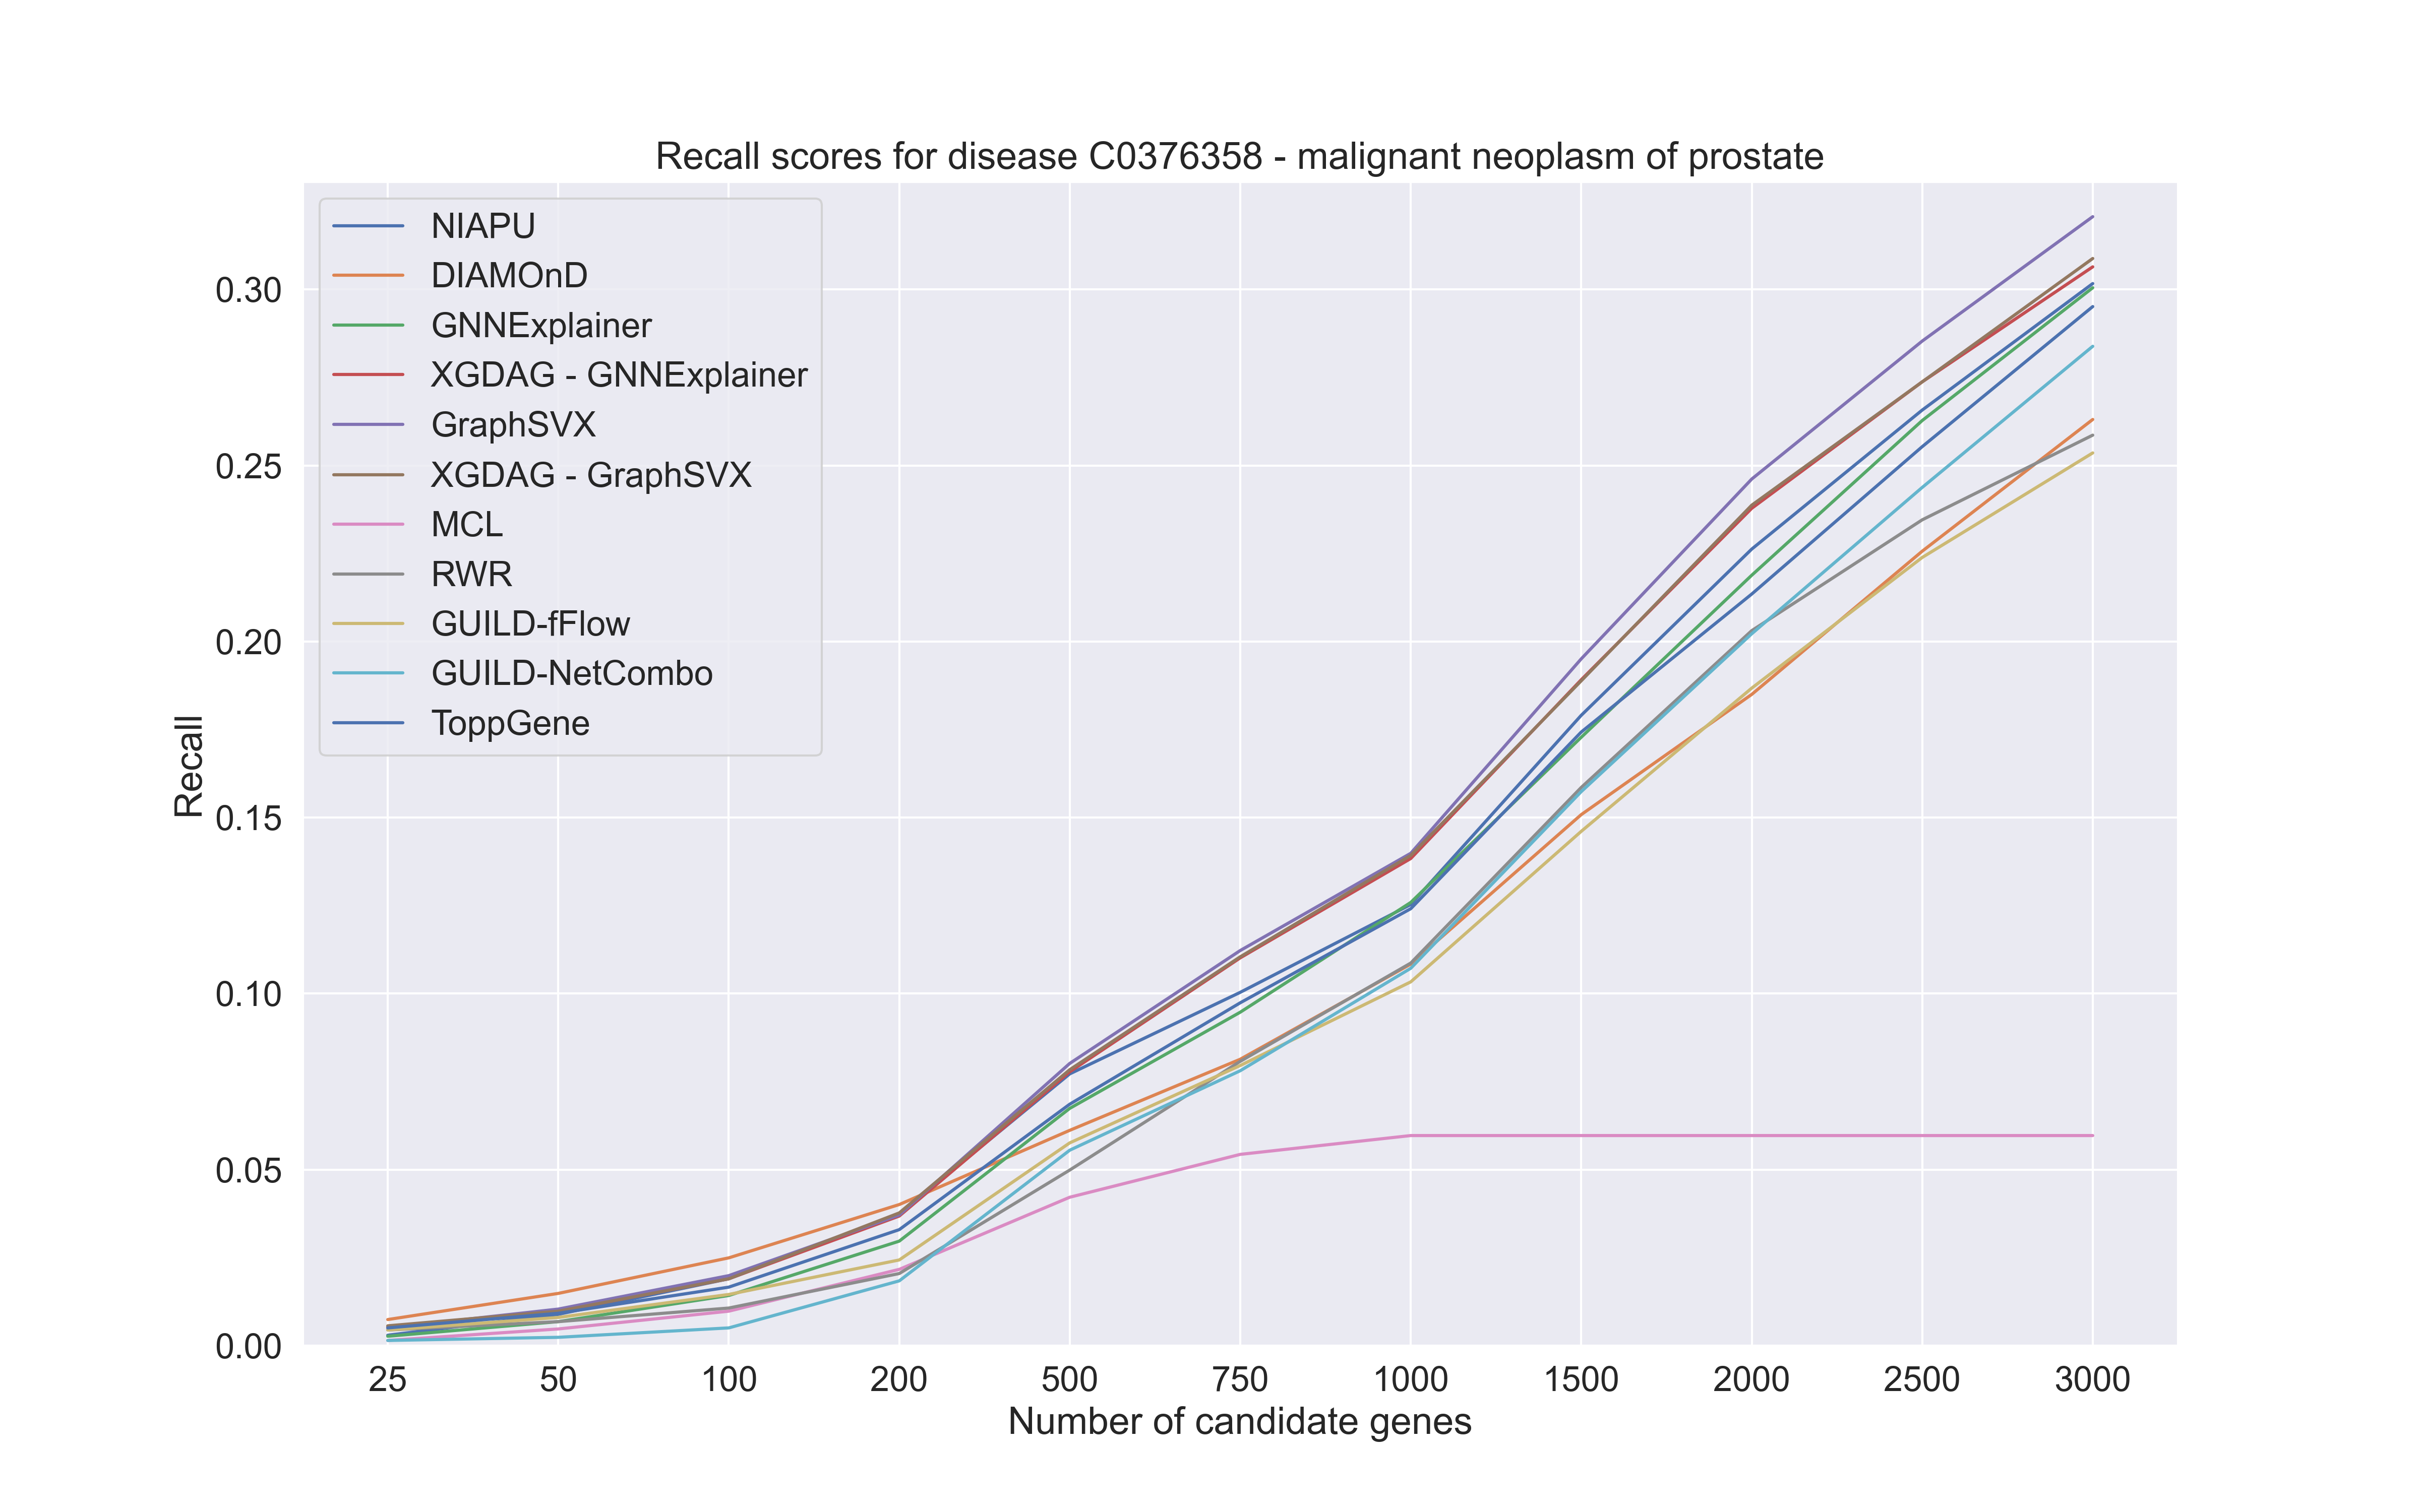 Recall scores for disease C0376358 - malignant neoplasm of prostate
NIAPU
DIAMOnD
GNNExplainer
XGDAG - GNNExplainer
GraphSVX
XGDAG - GraphSVX
MCL
RWR
GUILD-fFlow
GUILD-NetCombo
ToppGene
Recall
0.30
0.25
0.20
0.15
0.10
0.05
0.00
25 50 100 200 500 750 1000 1500 2000 2500 3000
Number of candidate genes